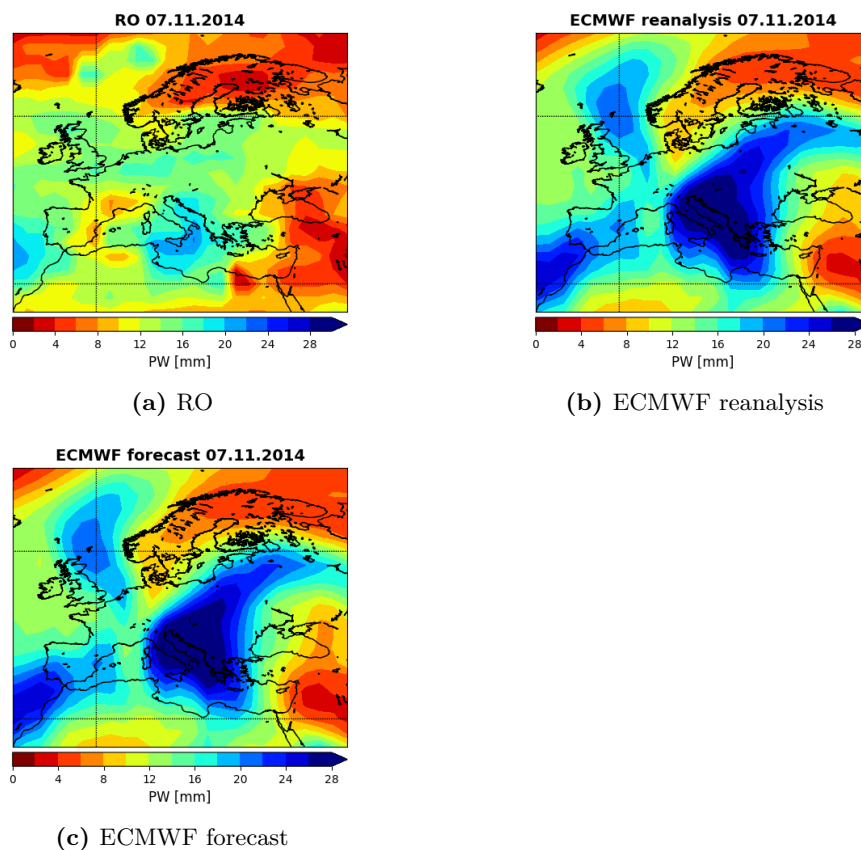 RO 07.11.2014
0 4 8 12 16 20 24 28
PW [mm]
(a) RO
ECMWF reanalysis 07.11.2014
0 4 8 12 16 20 24 28
PW [mm]
(b) ECMWF reanalysis
ECMWF forecast 07.11.2014
0 4 8 12 16 20 24 28
PW [mm]
(c) ECMWF forecast